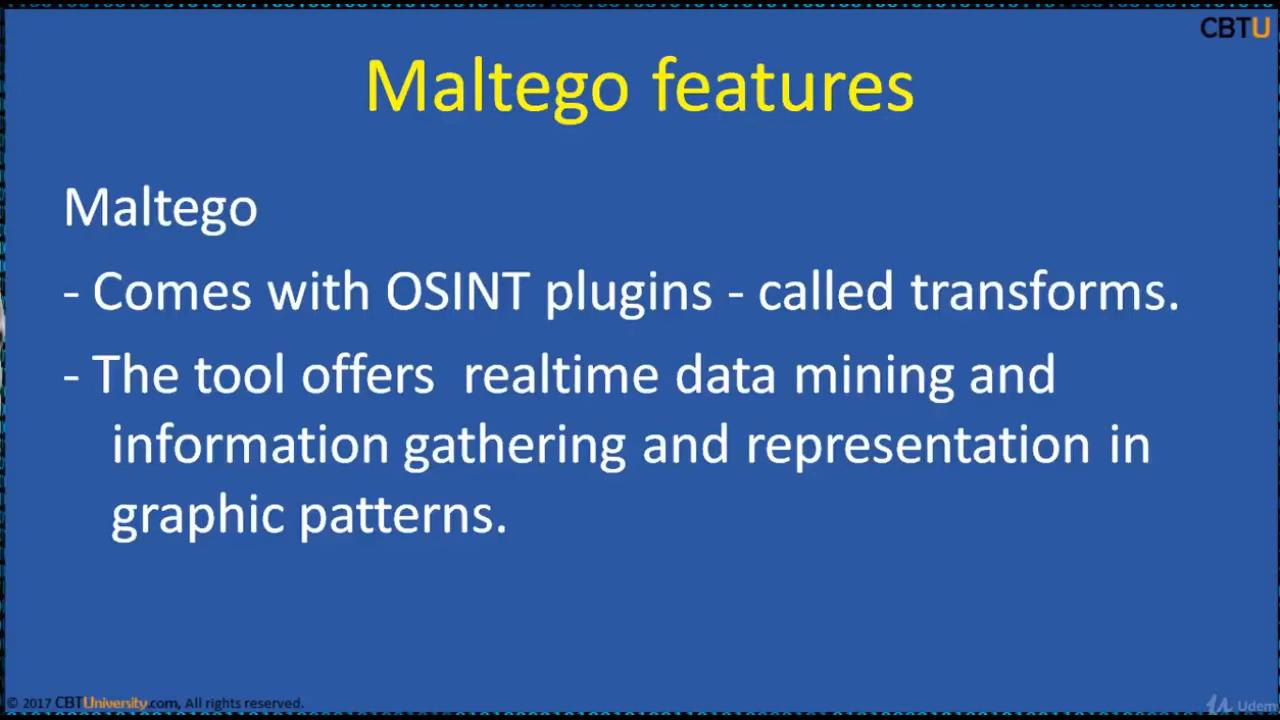 CBTU
Maltego features
Maltego
- Comes with OSINT plugins - called transforms.
- The tool offers  realtime data mining and
information gathering and representation in
graphic patterns.
© 2017 CBTUniversity.com, All rights reserved.